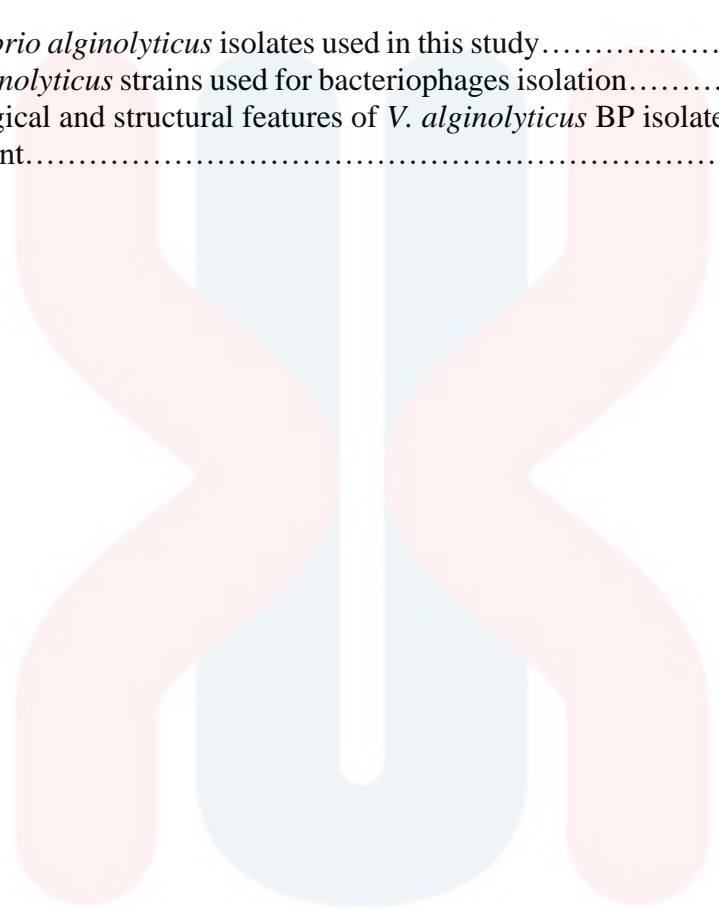 brio alginolyticus isolates used in this study……………….
nolyticus strains used for bacteriophages isolation………
gical and structural features of V. alginolyticus BP isolate
nt……………………………………………………………………